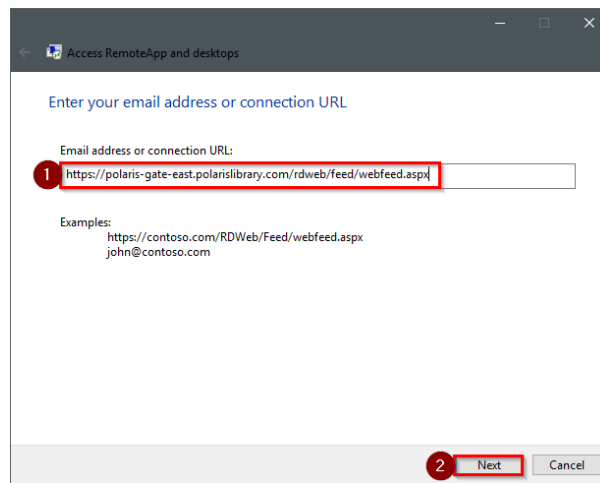 Access RemoteApp and desktops
Enter your email address or connection URL
Email address or connection URL:
1
https://polaris-gate-east.polarislibrary.com/rdweb/feed/webfeed.aspx
Examples:
https://contoso.com/RDWeb/Feed/webfeed.aspx
john@contoso.com
2 Next Cancel